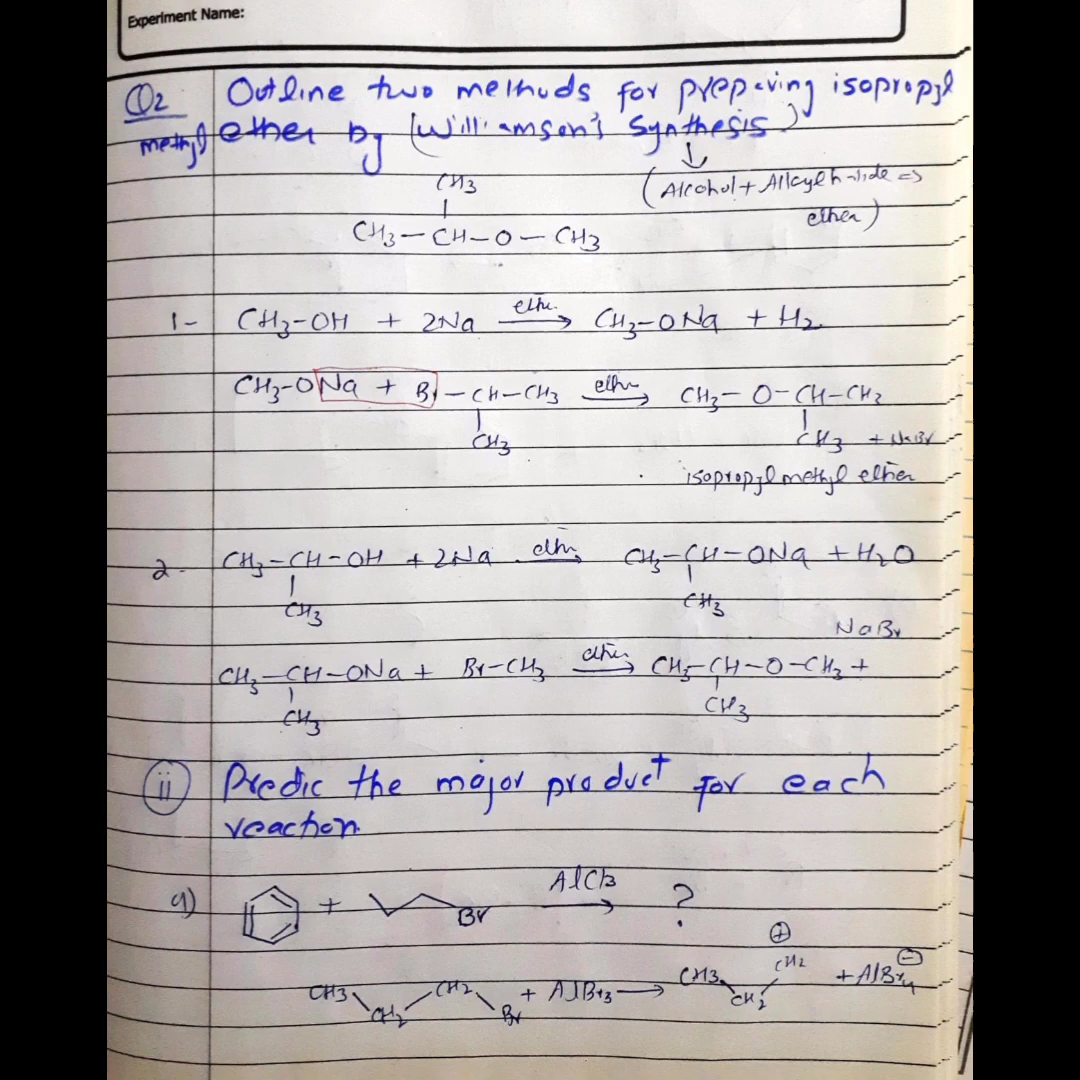 Experiment Name:
Q2 Outline two methods for preparing isopropyl
methyl ether by (Williamson's Synthesis)
↓
(Alcohol + Alkyl halide ⇒
ether)
CH3
|
CH3 — CH — O — CH3
1- CH3-OH + 2Na ether → CH3-ONa + H2
CH3-ONa + Br — CH — CH3 ether → CH3 — O — CH — CH3
| |
CH3 CH3 + NaBr
isopropyl methyl ether
2- CH3 — CH — OH + 2Na ether → CH3 — CH — ONa + H2O
| |
CH3 CH3
NaBr
CH3 — CH — ONa + Br — CH3 ether → CH3 — CH — O — CH3 +
| |
CH3 CH3
ii Predic the major product for each
reaction.
a) + Br AlCl3 → ?
⊕ ⊖
CH3 CH2 CH2 Br + AlBr3 → CH3 CH2 CH2 + AlBr4